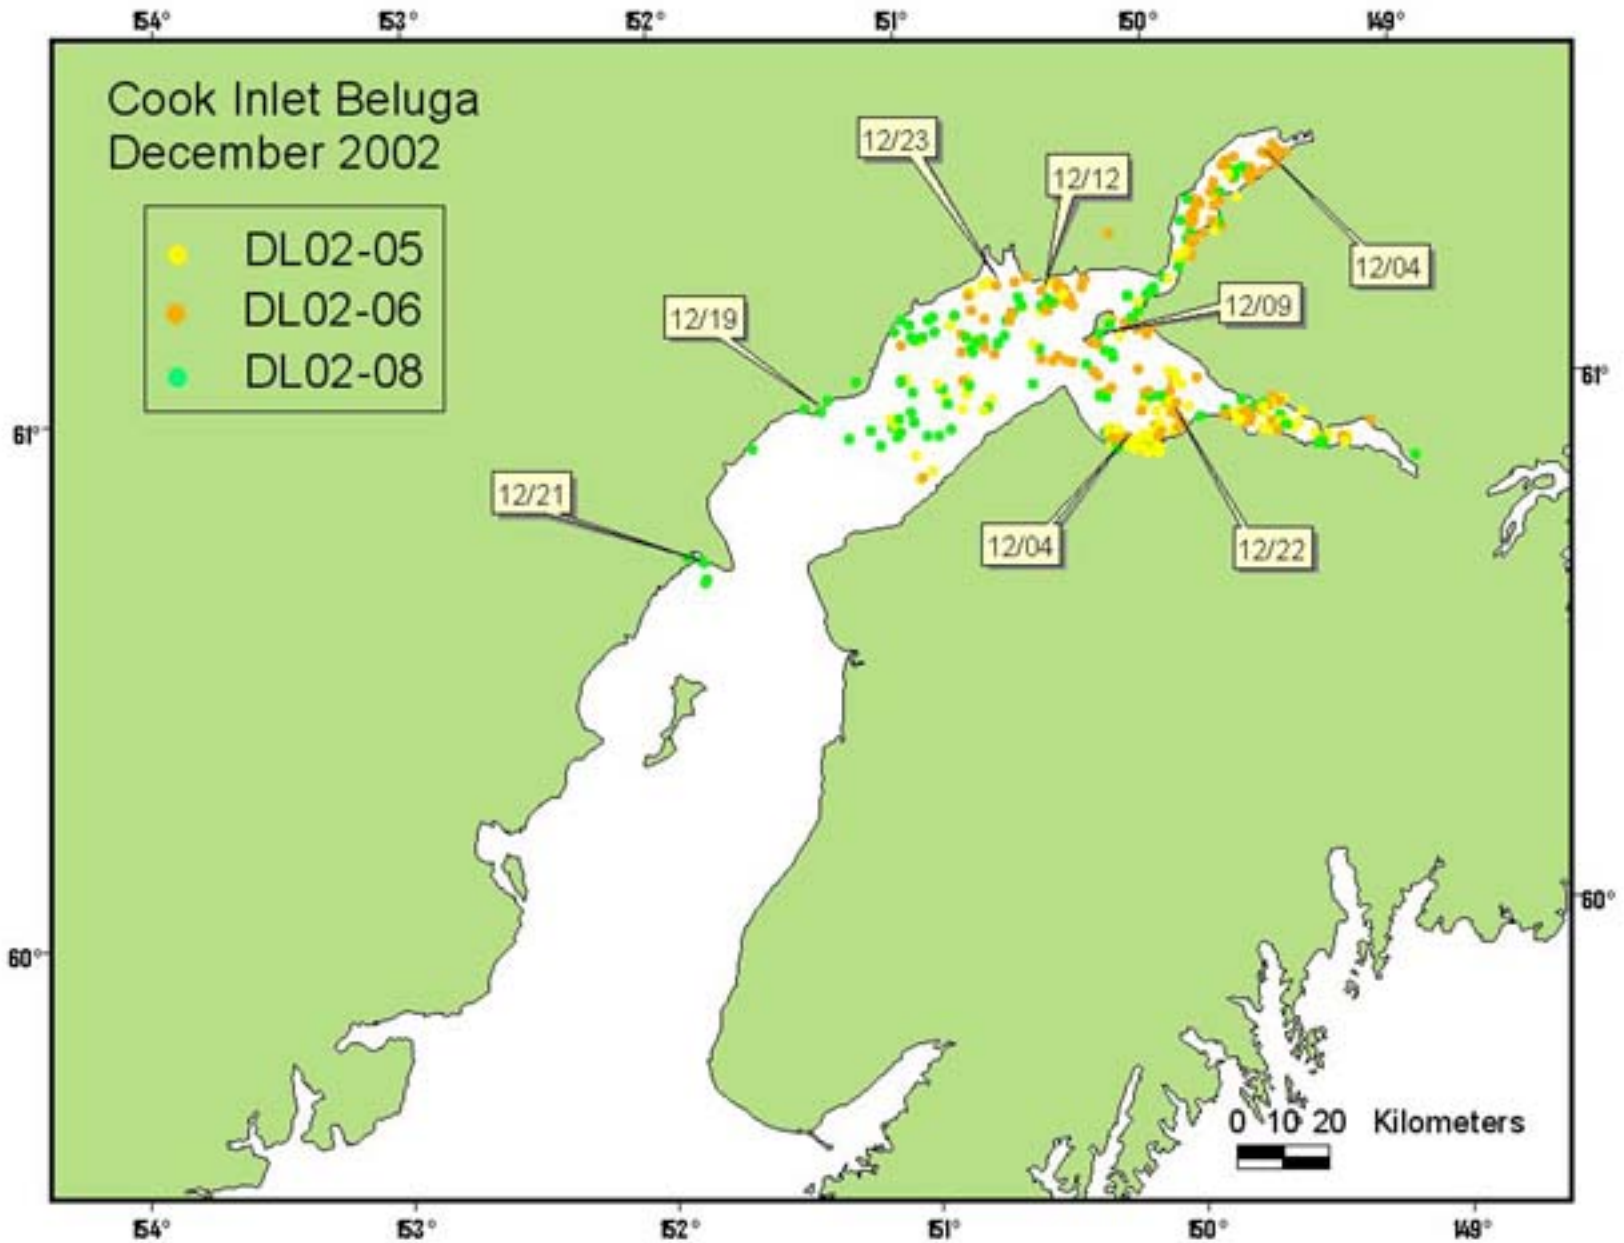 154° 153° 152° 151° 150° 149°
Cook Inlet Beluga
December 2002
DL02-05
DL02-06
DL02-08
12/23
12/12
12/04
12/09
12/19
61°
61°
12/21
12/04
12/22
60°
60°
0 10 20 Kilometers
154° 153° 152° 151° 150° 149°